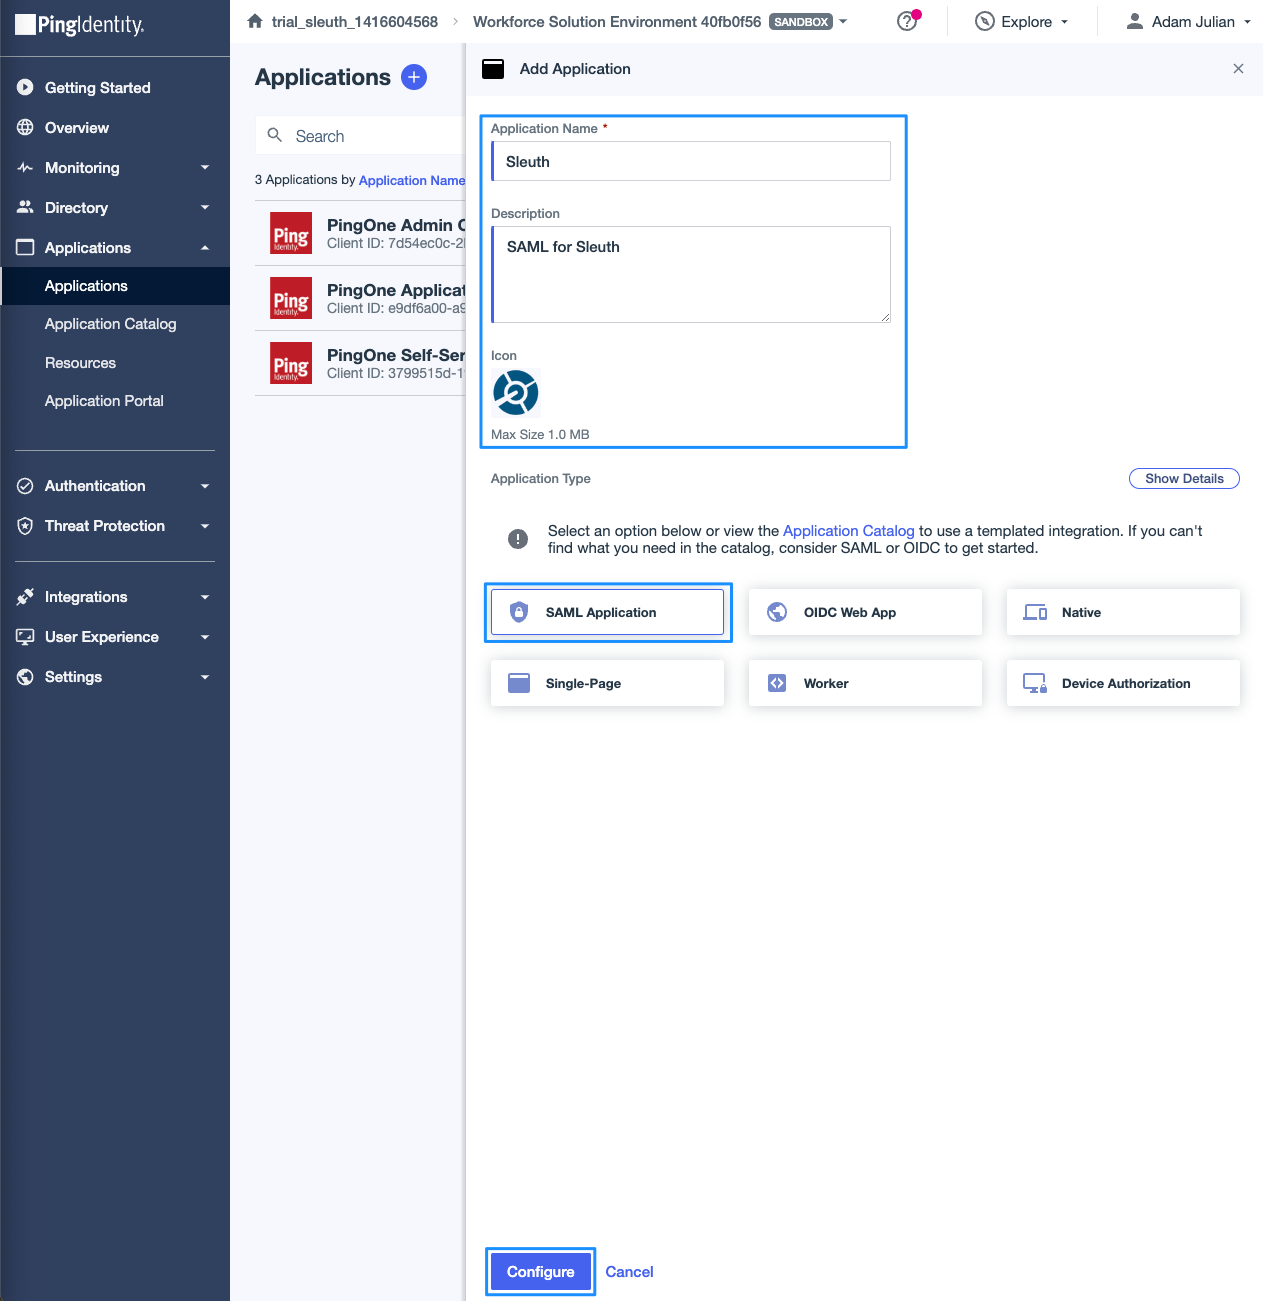 PingIdentity.
Getting Started
Overview
Monitoring
Directory
Applications
Applications
Application Catalog
Resources
Application Portal
Authentication
Threat Protection
Integrations
User Experience
Settings
trial_sleuth_1416604568 > Workforce Solution Environment 40fb0f56 SANDBOX
Explore
Adam Julian
Applications
Search
3 Applications by Application Name
Ping Identity.
PingOne Admin C
Client ID: 7d54ec0c-2
Ping Identity.
PingOne Applicat
Client ID: e9df6a00-a9
Ping Identity.
PingOne Self-Ser
Client ID: 3799515d-1
Add Application
Application Name *
Sleuth
Description
SAML for Sleuth
Icon
Max Size 1.0 MB
Application Type
Show Details
Select an option below or view the Application Catalog to use a templated integration. If you can't
find what you need in the catalog, consider SAML or OIDC to get started.
SAML Application
OIDC Web App
Native
Single-Page
Worker
Device Authorization
Configure
Cancel